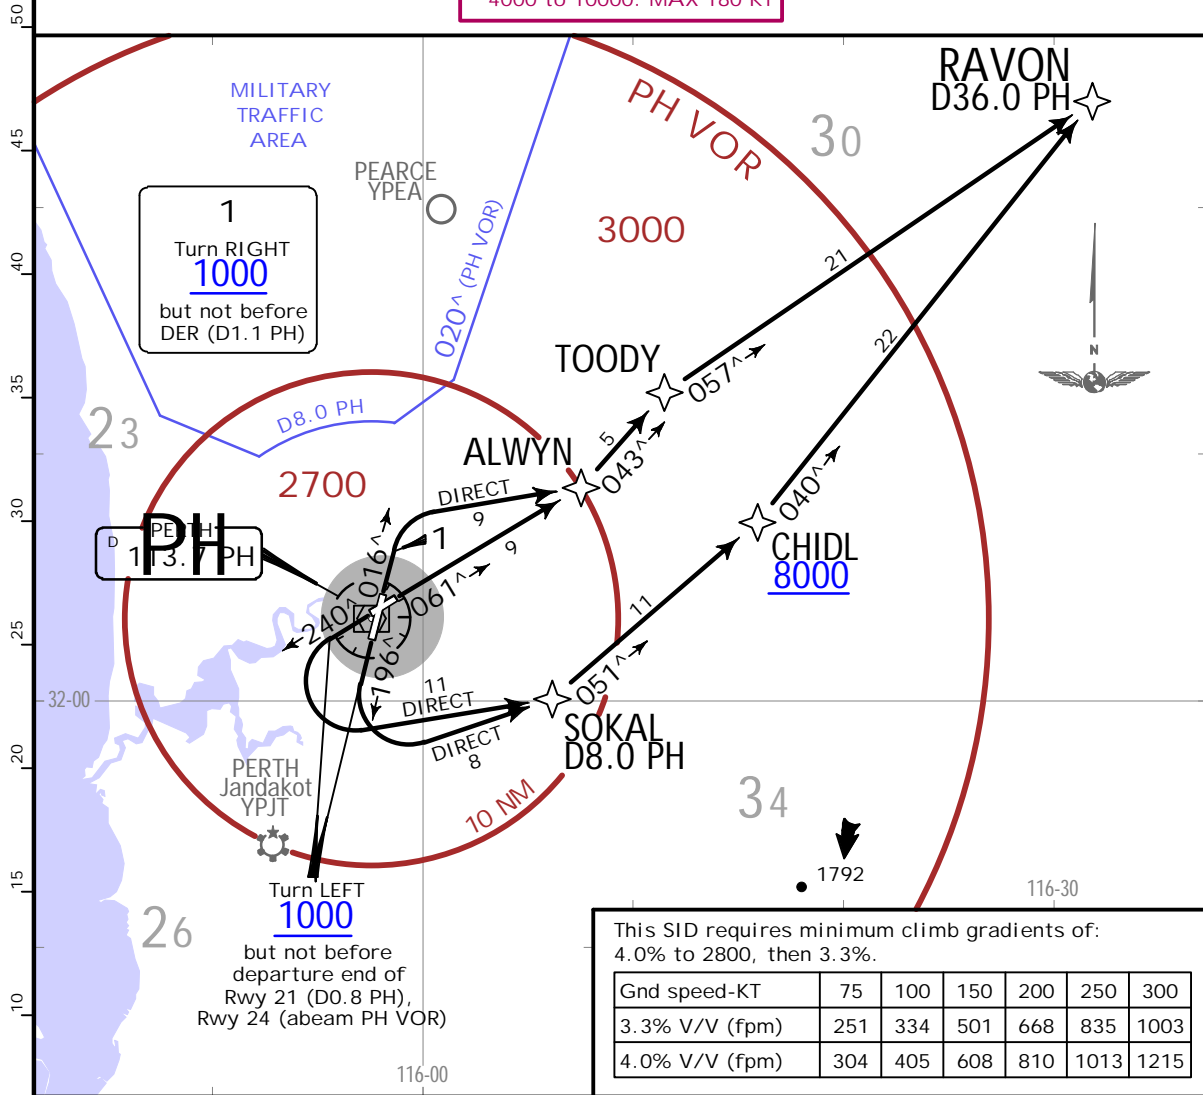 4000 to 10000: MAX 180 KT
50
45
40
35
30
25
20
15
10
MILITARY
TRAFFIC
AREA
PEARCE
YPEA
1
Turn RIGHT
1000
but not before
DER (D1.1 PH)
020^ (PH VOR)
D8.0 PH
PH VOR
3000
30
RAVON
D36.0 PH
21
22
N
TOODY
057^
23
2700
ALWYN
5
043^
DIRECT
9
9
1
016^
061^
040^
CHIDL
8000
PERTH
D 113.7 PH
PH
240^
196^
11
051^
11
DIRECT
DIRECT
8
SOKAL
D8.0 PH
32-00
PERTH
Jandakot
YPJT
10 NM
34
1792
116-30
Turn LEFT
1000
but not before
departure end of
Rwy 21 (D0.8 PH),
Rwy 24 (abeam PH VOR)
26
116-00
This SID requires minimum climb gradients of:
4.0% to 2800, then 3.3%.
Gnd speed-KT 75 100 150 200 250 300
3.3% V/V (fpm) 251 334 501 668 835 1003
4.0% V/V (fpm) 304 405 608 810 1013 1215